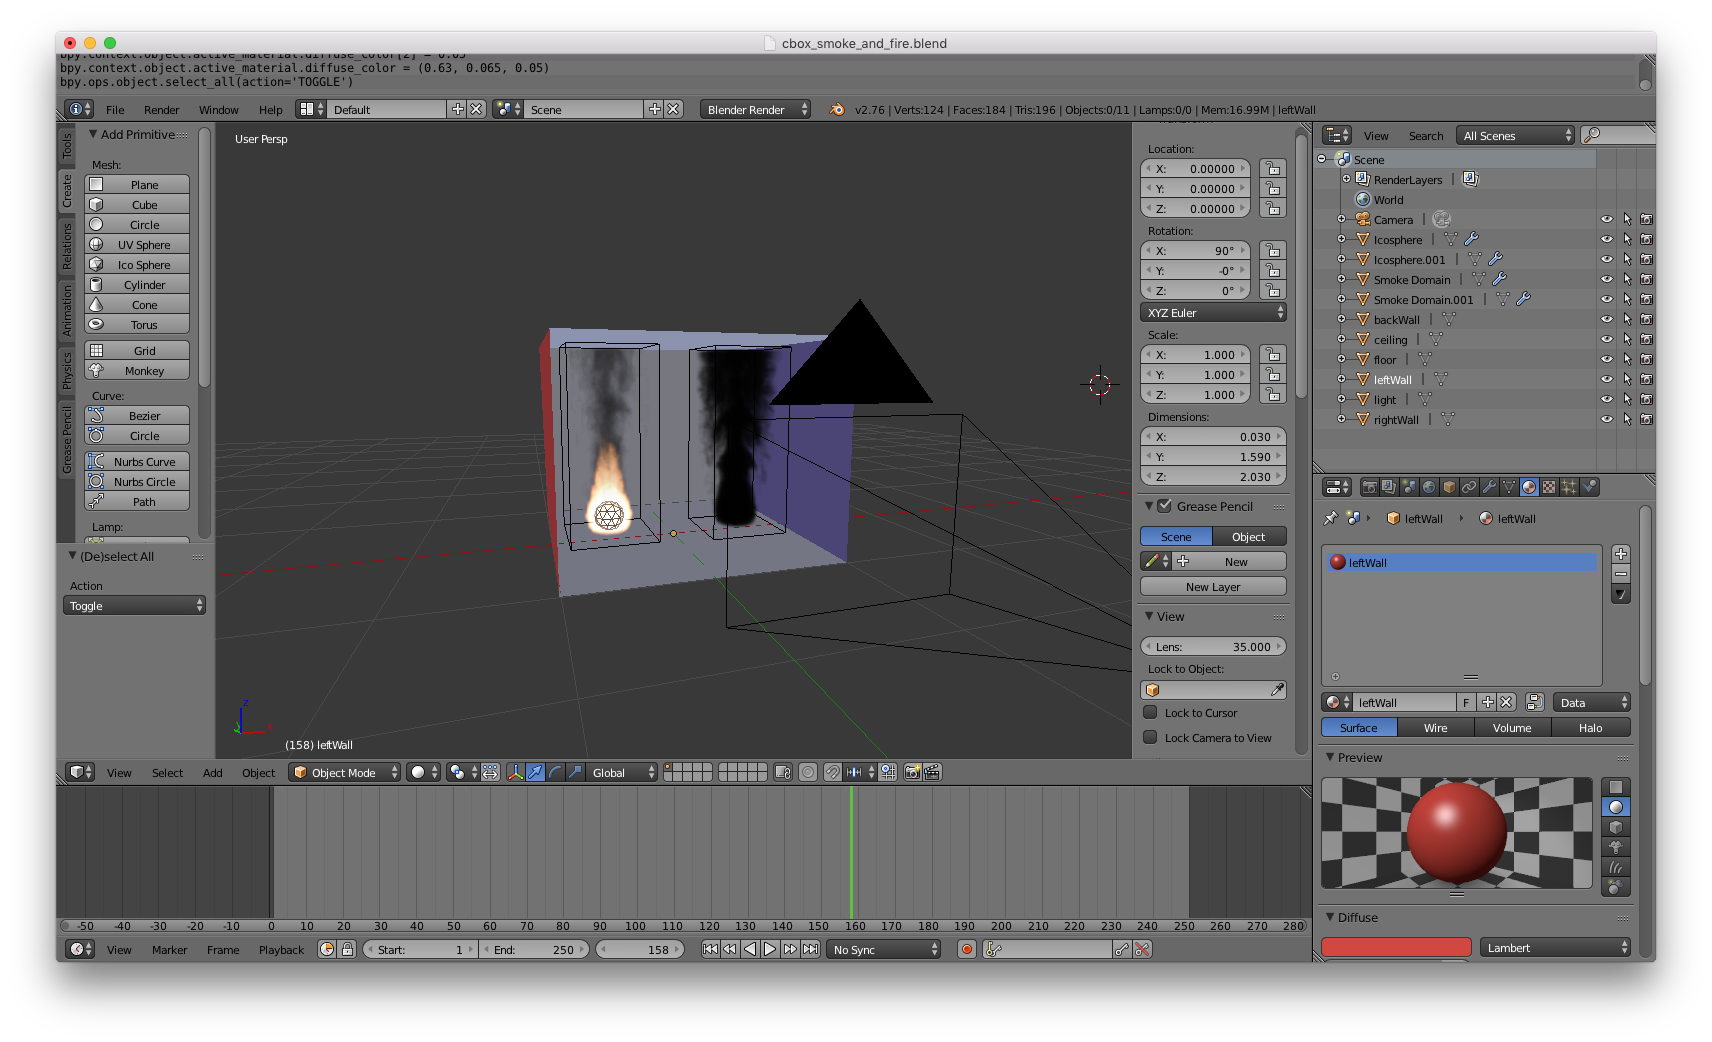 cbox_smoke_and_fire.blend
bpy.context.object.active_material.diffuse_color[2] = 0.05
bpy.context.object.active_material.diffuse_color = (0.63, 0.065, 0.05)
bpy.ops.object.select_all(action='TOGGLE')
File Render Window Help Default Scene Blender Render v2.76 | Verts:124 | Faces:184 | Tris:196 | Objects:0/11 | Lamps:0/0 | Mem:16.99M | leftWall
Tools
Create
Relations
Animation
Physics
Grease Pencil
Add Primitive
Mesh:
Plane
Cube
Circle
UV Sphere
Ico Sphere
Cylinder
Cone
Torus
Grid
Monkey
Curve:
Bezier
Circle
Nurbs Curve
Nurbs Circle
Path
Lamp:
(De)select All
Action
Toggle
User Persp
z
(158) leftWall
Location:
X: 0.00000
Y: 0.00000
Z: 0.00000
Rotation:
X: 90°
Y: -0°
Z: 0°
XYZ Euler
Scale:
X: 1.000
Y: 1.000
Z: 1.000
Dimensions:
X: 0.030
Y: 1.590
Z: 2.030
Grease Pencil
Scene Object
New
New Layer
View
Lens: 35.000
Lock to Object:
Lock to Cursor
Lock Camera to View
View Search All Scenes
Scene
RenderLayers
World
Camera
Icosphere
Icosphere.001
Smoke Domain
Smoke Domain.001
backWall
ceiling
floor
leftWall
light
rightWall
leftWall leftWall
leftWall
leftWall F Data
Surface Wire Volume Halo
Preview
Diffuse
Lambert
View Select Add Object Object Mode Global
-50 -40 -30 -20 -10 0 10 20 30 40 50 60 70 80 90 100 110 120 130 140 150 160 170 180 190 200 210 220 230 240 250 260 270 280
View Marker Frame Playback Start: 1 End: 250 158 No Sync